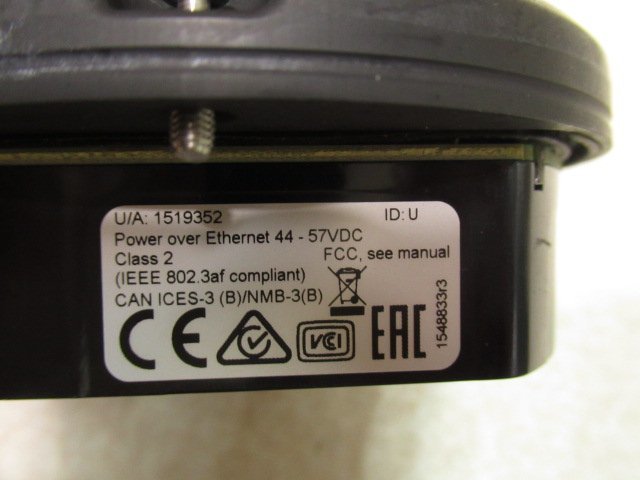 U/A: 1519352 ID: U
Power over Ethernet 44 - 57VDC
Class 2 FCC, see manual
(IEEE 802.3af compliant)
CAN ICES-3 (B)/NMB-3(B)
CE VCCI EAC
1548833r3